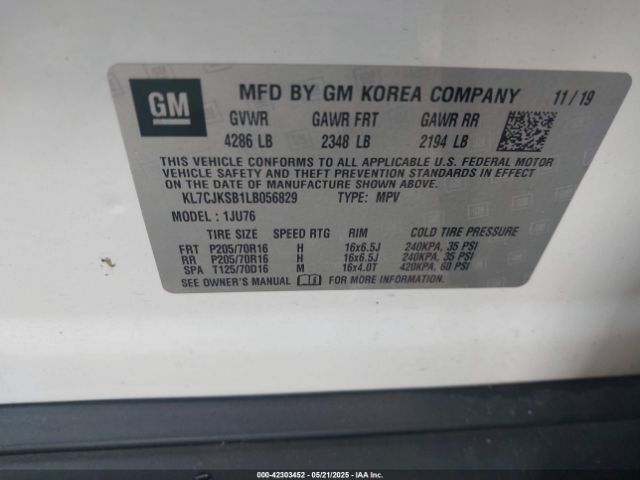 GM
MFD BY GM KOREA COMPANY 11/19
GVWR GAWR FRT GAWR RR
4286 LB 2348 LB 2194 LB
THIS VEHICLE CONFORMS TO ALL APPLICABLE U.S. FEDERAL MOTOR
VEHICLE SAFETY AND THEFT PREVENTION STANDARDS IN
EFFECT ON THE DATE OF MANUFACTURE SHOWN ABOVE.
KL7CJKSB1LB056829 TYPE: MPV
MODEL : 1JU76
TIRE SIZE SPEED RTG RIM COLD TIRE PRESSURE
FRT P205/70R16 H 16x6.5J 240KPA, 35 PSI
RR P205/70R16 H 16x6.5J 240KPA, 35 PSI
SPA T125/70D16 M 16x4.0T 420KPA, 60 PSI
SEE OWNER'S MANUAL FOR MORE INFORMATION.
000-42303452 05/21/2025 IAA Inc.